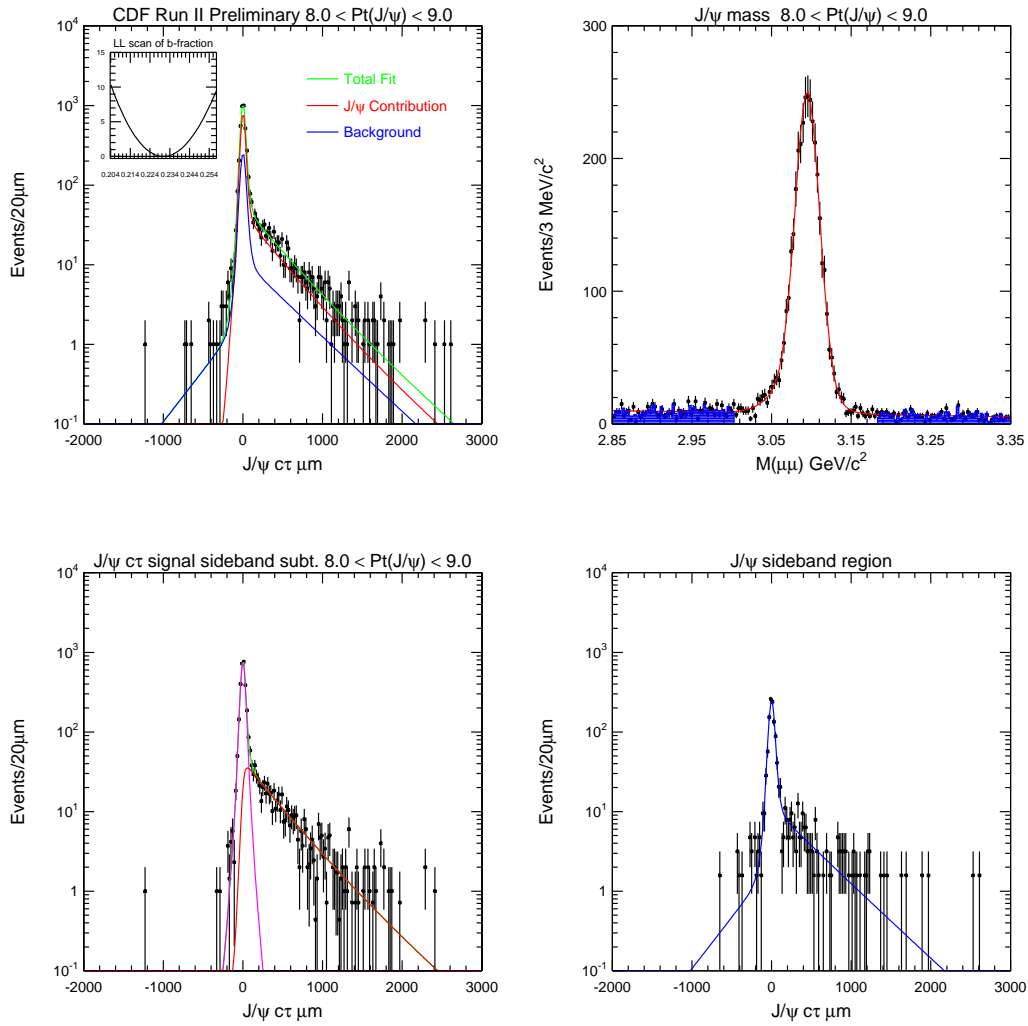 CDF Run II Preliminary 8.0 < Pt(J/ψ) < 9.0
LL scan of b-fraction
15
10
5
0
0.204 0.214 0.224 0.234 0.244 0.254
Total Fit
J/ψ Contribution
Background
Events/20μm
10^4
10^3
10^2
10
1
10^-1
-2000 -1000 0 1000 2000 3000
J/ψ cτ μm
J/ψ mass 8.0 < Pt(J/ψ) < 9.0
Events/3 MeV/c^2
300
200
100
0
2.85 2.95 3.05 3.15 3.25 3.35
M(μμ) GeV/c^2
J/ψ cτ signal sideband subt. 8.0 < Pt(J/ψ) < 9.0
Events/20μm
10^4
10^3
10^2
10
1
10^-1
-2000 -1000 0 1000 2000 3000
J/ψ cτ μm
J/ψ sideband region
Events/20μm
10^4
10^3
10^2
10
1
10^-1
-2000 -1000 0 1000 2000 3000
J/ψ cτ μm